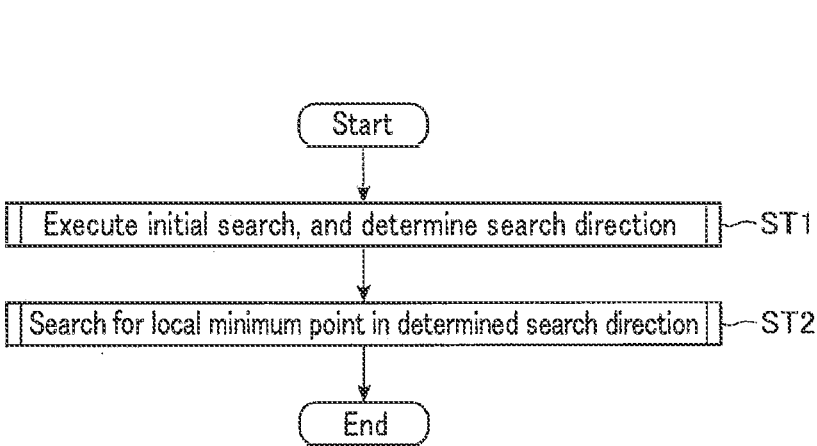 Start
Execute initial search, and determine search direction
ST1
Search for local minimum point in determined search direction
ST2
End